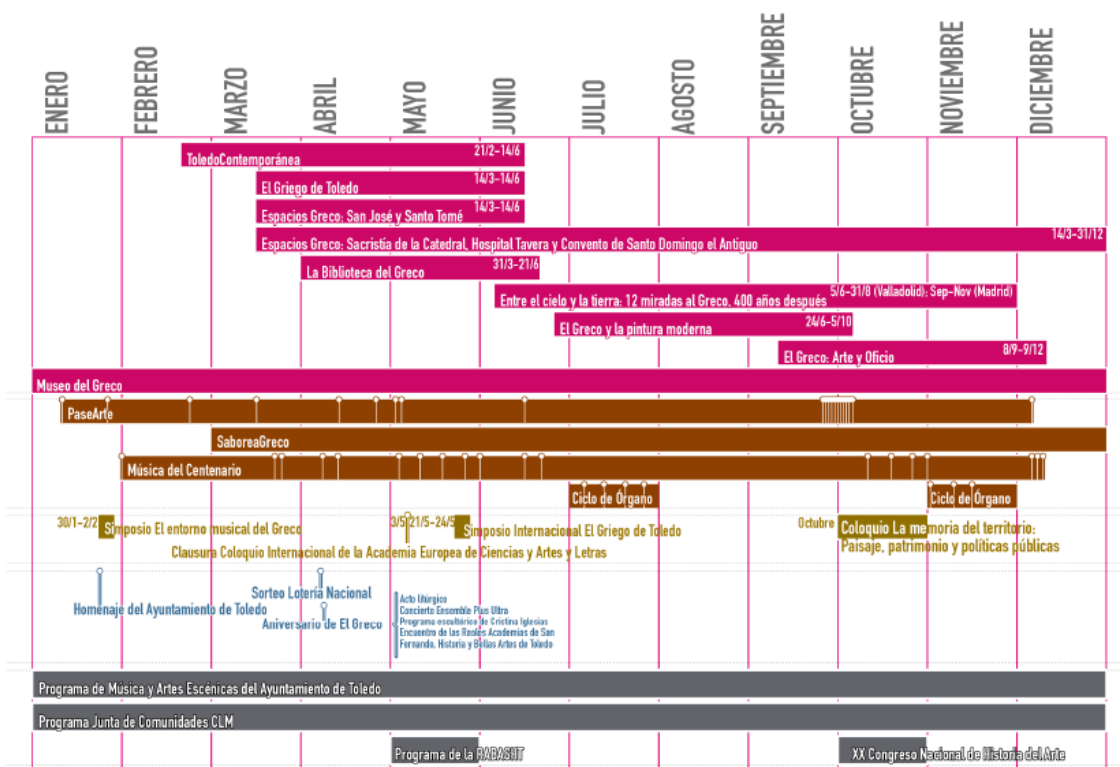 ENERO
FEBRERO
MARZO
ABRIL
MAYO
JUNIO
JULIO
AGOSTO
SEPTIEMBRE
OCTUBRE
NOVIEMBRE
DICIEMBRE
ToledoContemporánea 21/2-14/6
El Griego de Toledo 14/3-14/6
Espacios Greco: San José y Santo Tomé 14/3-14/6
Espacios Greco: Sacristía de la Catedral, Hospital Tavera y Convento de Santo Domingo el Antiguo 14/3-31/12
La Biblioteca del Greco 31/3-21/6
Entre el cielo y la tierra: 12 miradas al Greco. 400 años después 5/6-31/8 (Valladolid); Sep-Nov (Madrid)
El Greco y la pintura moderna 24/6-5/10
El Greco: Arte y Oficio 8/9-9/12
Museo del Greco
PaseArte
SaboreaGreco
Música del Centenario
Ciclo de Órgano Ciclo de Órgano
30/1-2/2 Simposio El entorno musical del Greco
3/5 21/5-24/5 Simposio Internacional El Griego de Toledo
Clausura Coloquio Internacional de la Academia Europea de Ciencias y Artes y Letras
Octubre Coloquio La memoria del territorio:
Paisaje, patrimonio y políticas públicas
Homenaje del Ayuntamiento de Toledo
Sorteo Lotería Nacional
Aniversario de El Greco
Acto litúrgico
Concierto Ensemble Plus Ultra
Programa escultórico de Cristina Iglesias
Encuentro de las Reales Academias de San
Fernando, Historia y Bellas Artes de Toledo
Programa de Música y Artes Escénicas del Ayuntamiento de Toledo
Programa Junta de Comunidades CLM
Programa de la RABASHT XX Congreso Nacional de Historia del Arte